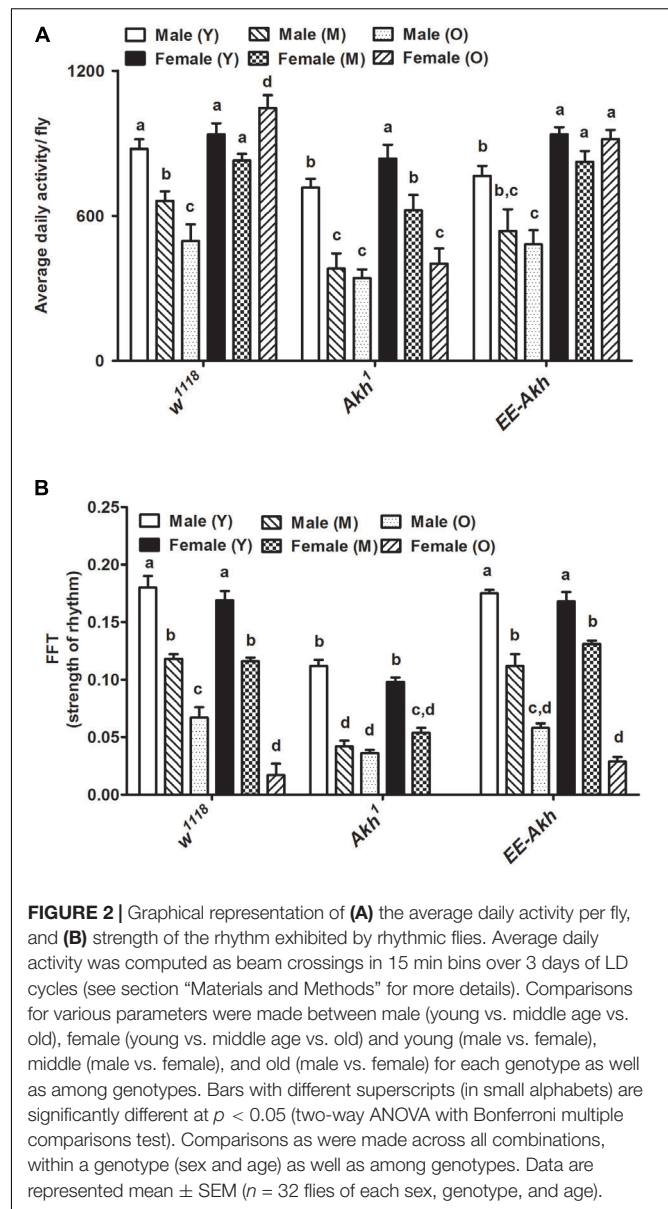 A
Male (Y) Male (M) Male (O)
Female (Y) Female (M) Female (O)
Average daily activity/ fly
1200
600
0
a b c a a d
b c c a b c
b b,c c a a a
w1118 Akh1 EE-Akh
B
Male (Y) Male (M) Male (O)
Female (Y) Female (M) Female (O)
FFT
(strength of rhythm)
0.25
0.20
0.15
0.10
0.05
0.00
a b c a b d
b d d b c,d
a b c,d a b d
w1118 Akh1 EE-Akh
FIGURE 2 | Graphical representation of (A) the average daily activity per fly,
and (B) strength of the rhythm exhibited by rhythmic flies. Average daily
activity was computed as beam crossings in 15 min bins over 3 days of LD
cycles (see section “Materials and Methods” for more details). Comparisons
for various parameters were made between male (young vs. middle age vs.
old), female (young vs. middle age vs. old) and young (male vs. female),
middle (male vs. female), and old (male vs. female) for each genotype as well
as among genotypes. Bars with different superscripts (in small alphabets) are
significantly different at p < 0.05 (two-way ANOVA with Bonferroni multiple
comparisons test). Comparisons as were made across all combinations,
within a genotype (sex and age) as well as among genotypes. Data are
represented mean ± SEM (n = 32 flies of each sex, genotype, and age).